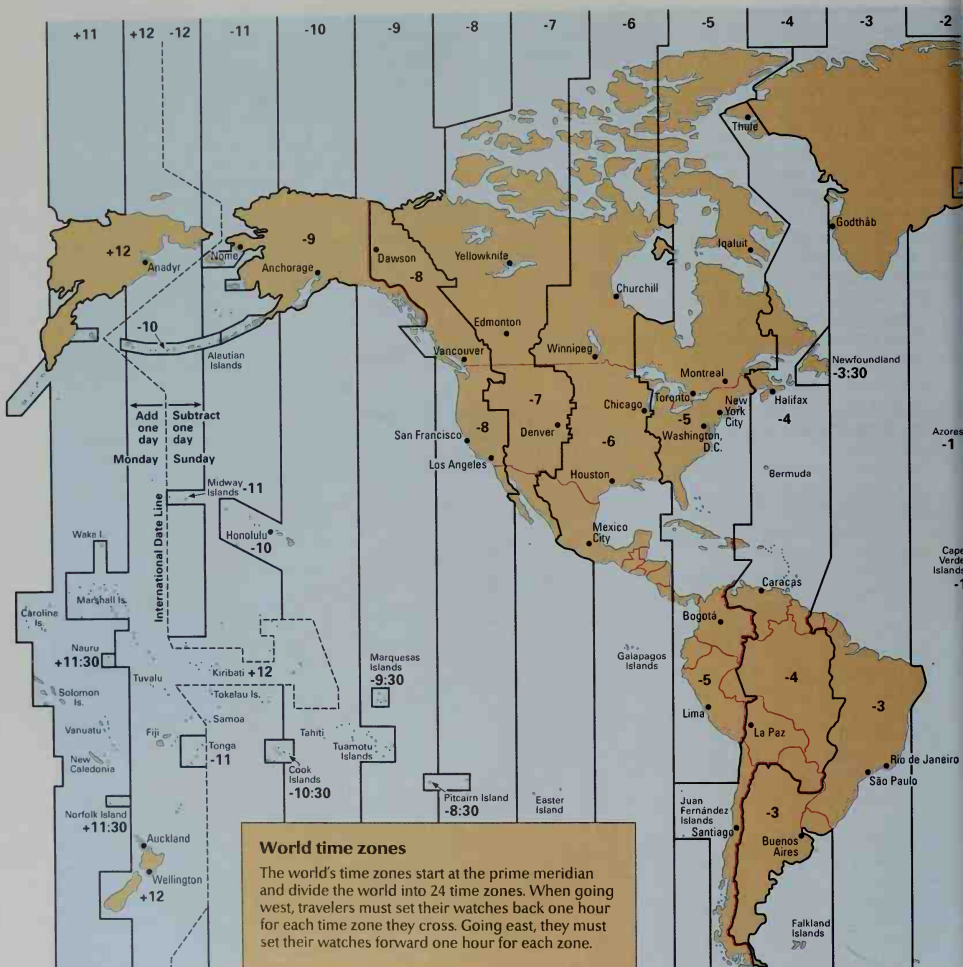 +11 +12 -12 -11 -10 -9 -8 -7 -6 -5 -4 -3 -2
Thule
Godthåb
+12
Anadyr
Nome
-9
Anchorage
Dawson
-8
Yellowknife
Iqaluit
Churchill
-10
Aleutian
Islands
Edmonton
Vancouver
Winnipeg
Newfoundland
-3:30
Montreal
Toronto
Halifax
-4
Chicago
New
York
City
-5
Washington,
D.C.
Add
one
day
Subtract
one
day
Monday
Sunday
International Date Line
-7
-8
Denver
-6
San Francisco
Los Angeles
Houston
Azores
-1
Bermuda
Midway
Islands
-11
Honolulu
-10
Mexico
City
Wake I.
Cape
Verde
Islands
Marshall Is.
Caroline
Is.
Caracas
Bogotá
Nauru
+11:30
Kiribati +12
Marquesas
Islands
-9:30
Galapagos
Islands
-5
-4
-3
Tuvalu
Tokelau Is.
Solomon
Is.
Samoa
Lima
La Paz
Vanuatu
Fiji
Tonga
-11
Tahiti
Tuamotu
Islands
New
Caledonia
Cook
Islands
-10:30
Rio de Janeiro
São Paulo
Pitcairn Island
-8:30
Easter
Island
Norfolk Island
+11:30
Juan
Fernández
Islands
Santiago
-3
Buenos
Aires
Auckland
Wellington
+12
Falkland
Islands
World time zones
The world's time zones start at the prime meridian
and divide the world into 24 time zones. When going
west, travelers must set their watches back one hour
for each time zone they cross. Going east, they must
set their watches forward one hour for each zone.